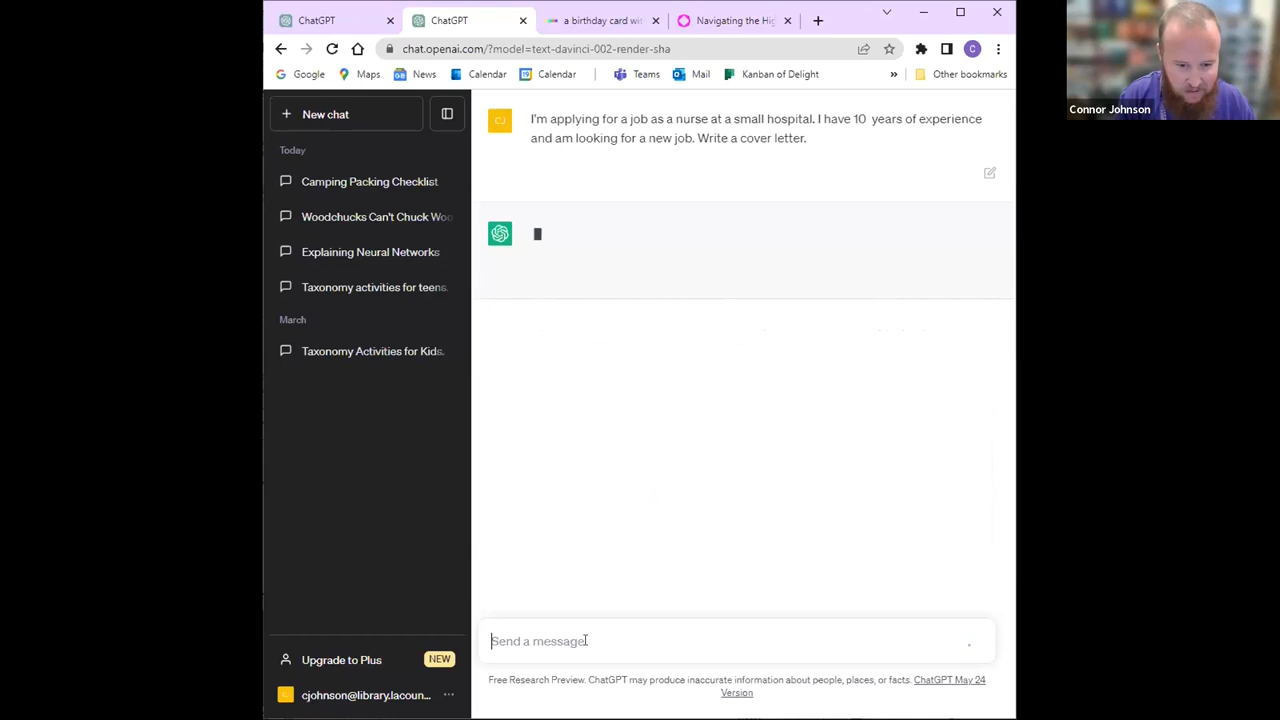 ChatGPT
ChatGPT
a birthday card wit
Navigating the Hig
chat.openai.com/?model=text-davinci-002-render-sha
C
Google
Maps
News
Calendar
Calendar
Teams
Mail
Kanban of Delight
»
Other bookmarks
Connor Johnson
+ New chat
Today
Camping Packing Checklist
Woodchucks Can't Chuck Woo
Explaining Neural Networks
Taxonomy activities for teens.
March
Taxonomy Activities for Kids.
Upgrade to Plus
NEW
cjohnson@library.lacoun...
CJ
I'm applying for a job as a nurse at a small hospital. I have 10 years of experience
and am looking for a new job. Write a cover letter.
Send a message
Free Research Preview. ChatGPT may produce inaccurate information about people, places, or facts. ChatGPT May 24
Version